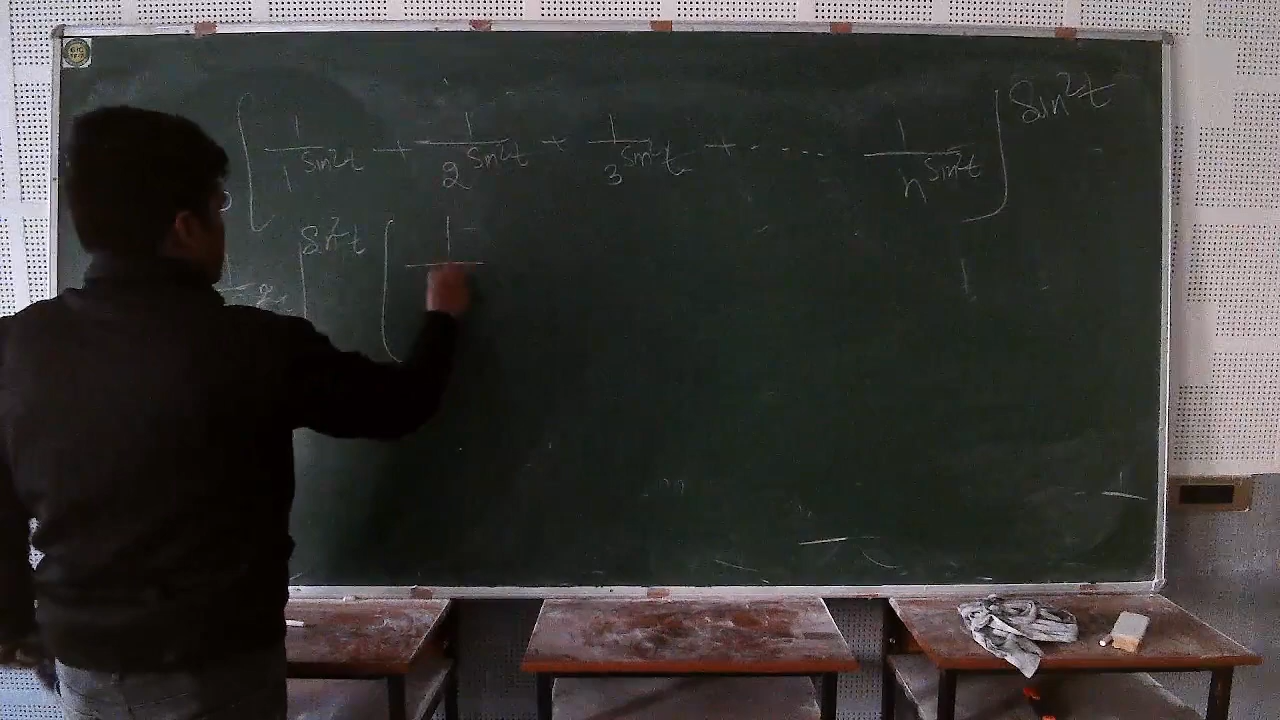 [ 1/1^Sin²t + 1/2^Sin²t + 1/3^Sin²t + ..... 1/n^Sin²t ]^Sin²t
Sin²t [ 1/